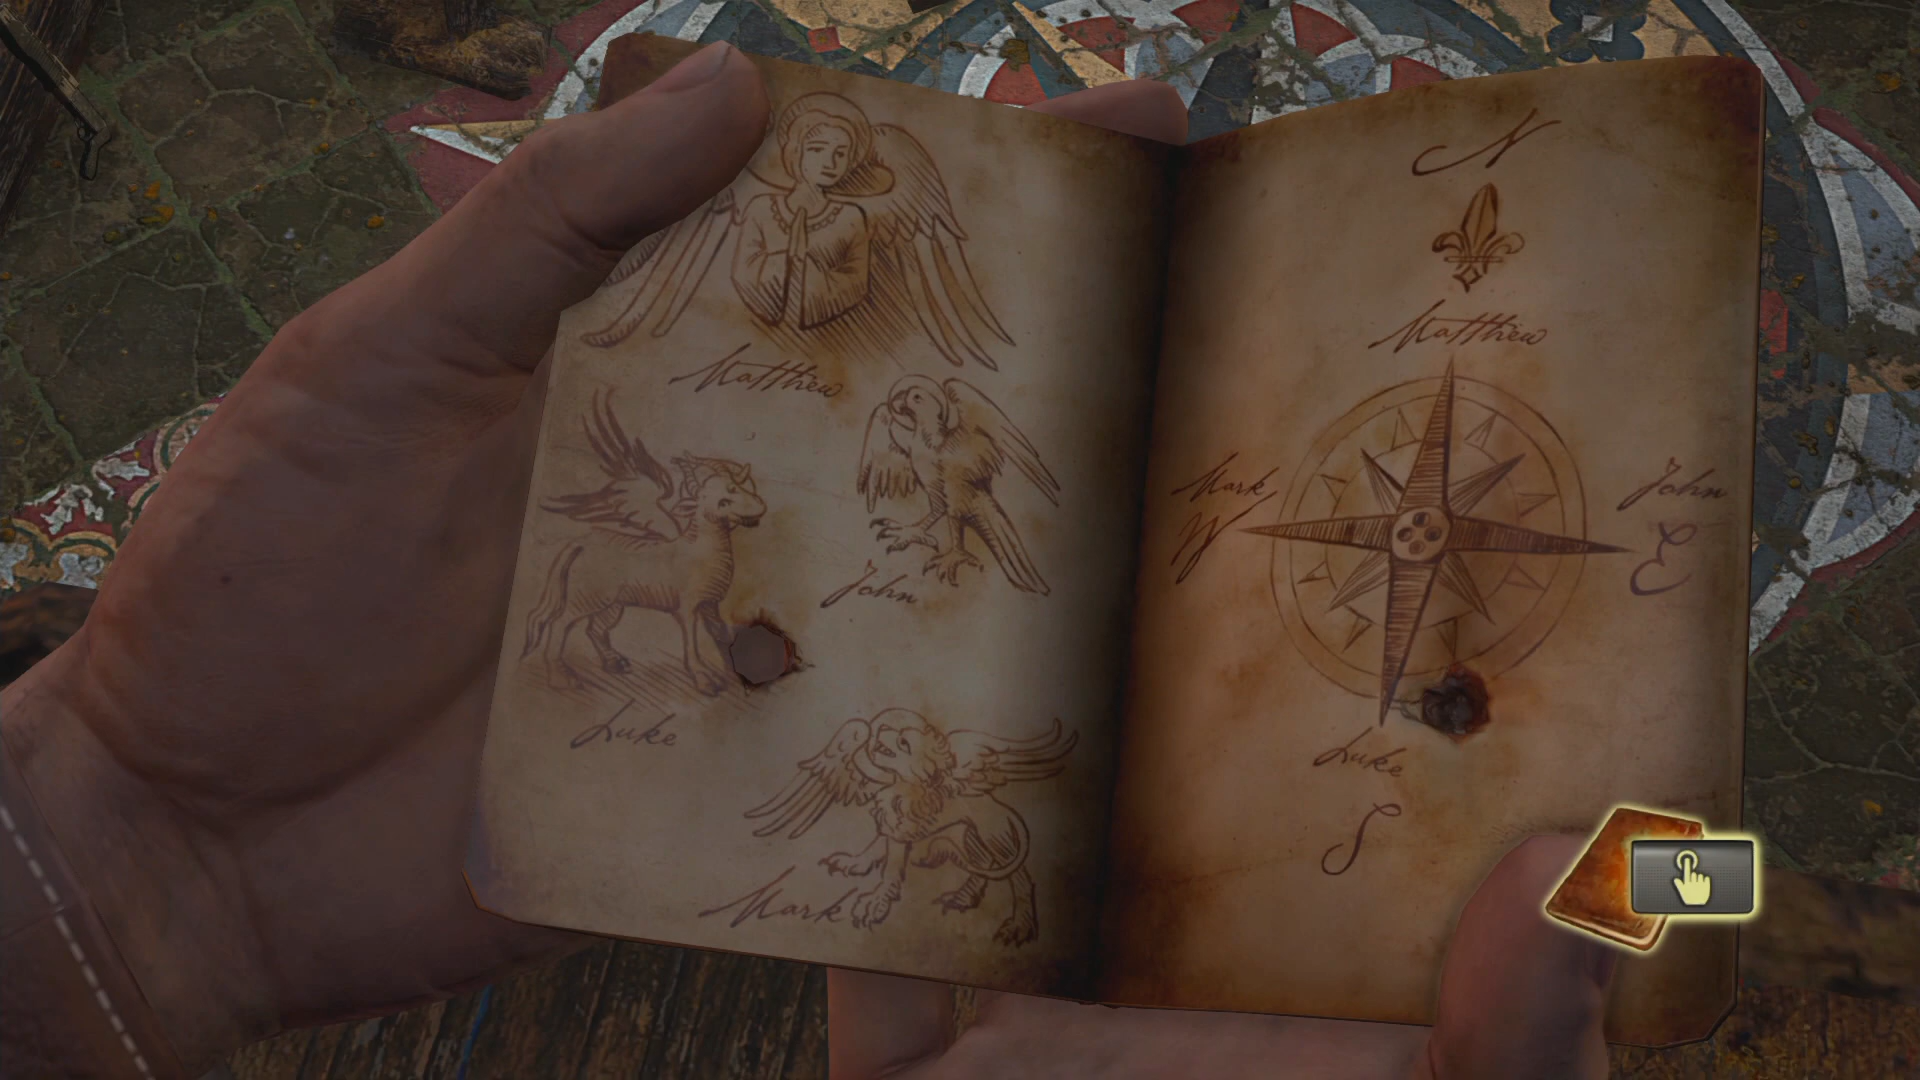 Matthew
John
Luke
Mark
N
Matthew
Mark
W
John
E
Luke
S